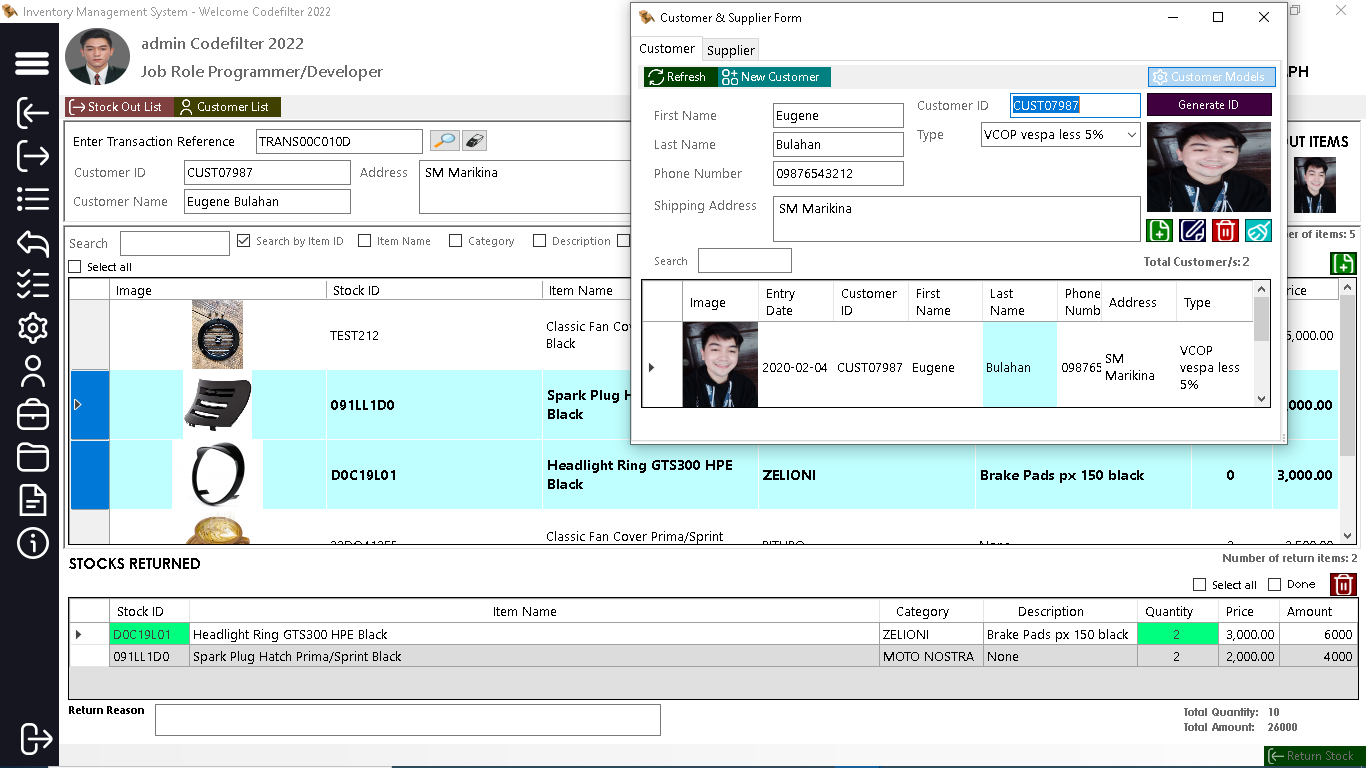 Inventory Management System - Welcome Codefilter 2022
admin Codefilter 2022
Job Role Programmer/Developer
Stock Out List
Customer List
Enter Transaction Reference
TRANS00C010D
Customer ID
CUST07987
Address
SM Marikina
Customer Name
Eugene Bulahan
Search
Search by Item ID
Item Name
Category
Description
Select all
Image
Stock ID
Item Name
TEST212
Classic Fan
Black
091LL1D0
Spark Plug
Black
000.00
D0C19L01
Headlight Ring GTS300 HPE
Black
ZELIONI
Brake Pads px 150 black
0
3,000.00
Classic Fan Cover Prima/Sprint
Customer & Supplier Form
Customer
Supplier
Refresh
New Customer
Customer Models
First Name
Eugene
Customer ID
CUST07987
Generate ID
Last Name
Bulahan
Type
VCOP vespa less 5%
Phone Number
09876543212
Shipping Address
SM Marikina
Search
Total Customer/s: 2
Image
Entry
Date
Customer
ID
First
Name
Last
Name
Phone
Numb
Address
Type
2020-02-04
CUST07987
Eugene
Bulahan
098765
SM
Marikina
VCOP
vespa less
5%
PH
OUT ITEMS
er of items: 5
rice
5,000.00
STOCKS RETURNED
Number of return items: 2
Select all
Done
Stock ID
Item Name
Category
Description
Quantity
Price
Amount
D0C19L01
Headlight Ring GTS300 HPE Black
ZELIONI
Brake Pads px 150 black
2
3,000.00
6000
091LL1D0
Spark Plug Hatch Prima/Sprint Black
MOTO NOSTRA
None
2
2,000.00
4000
Return Reason
Total Quantity: 10
Total Amount: 26000
Return Stock